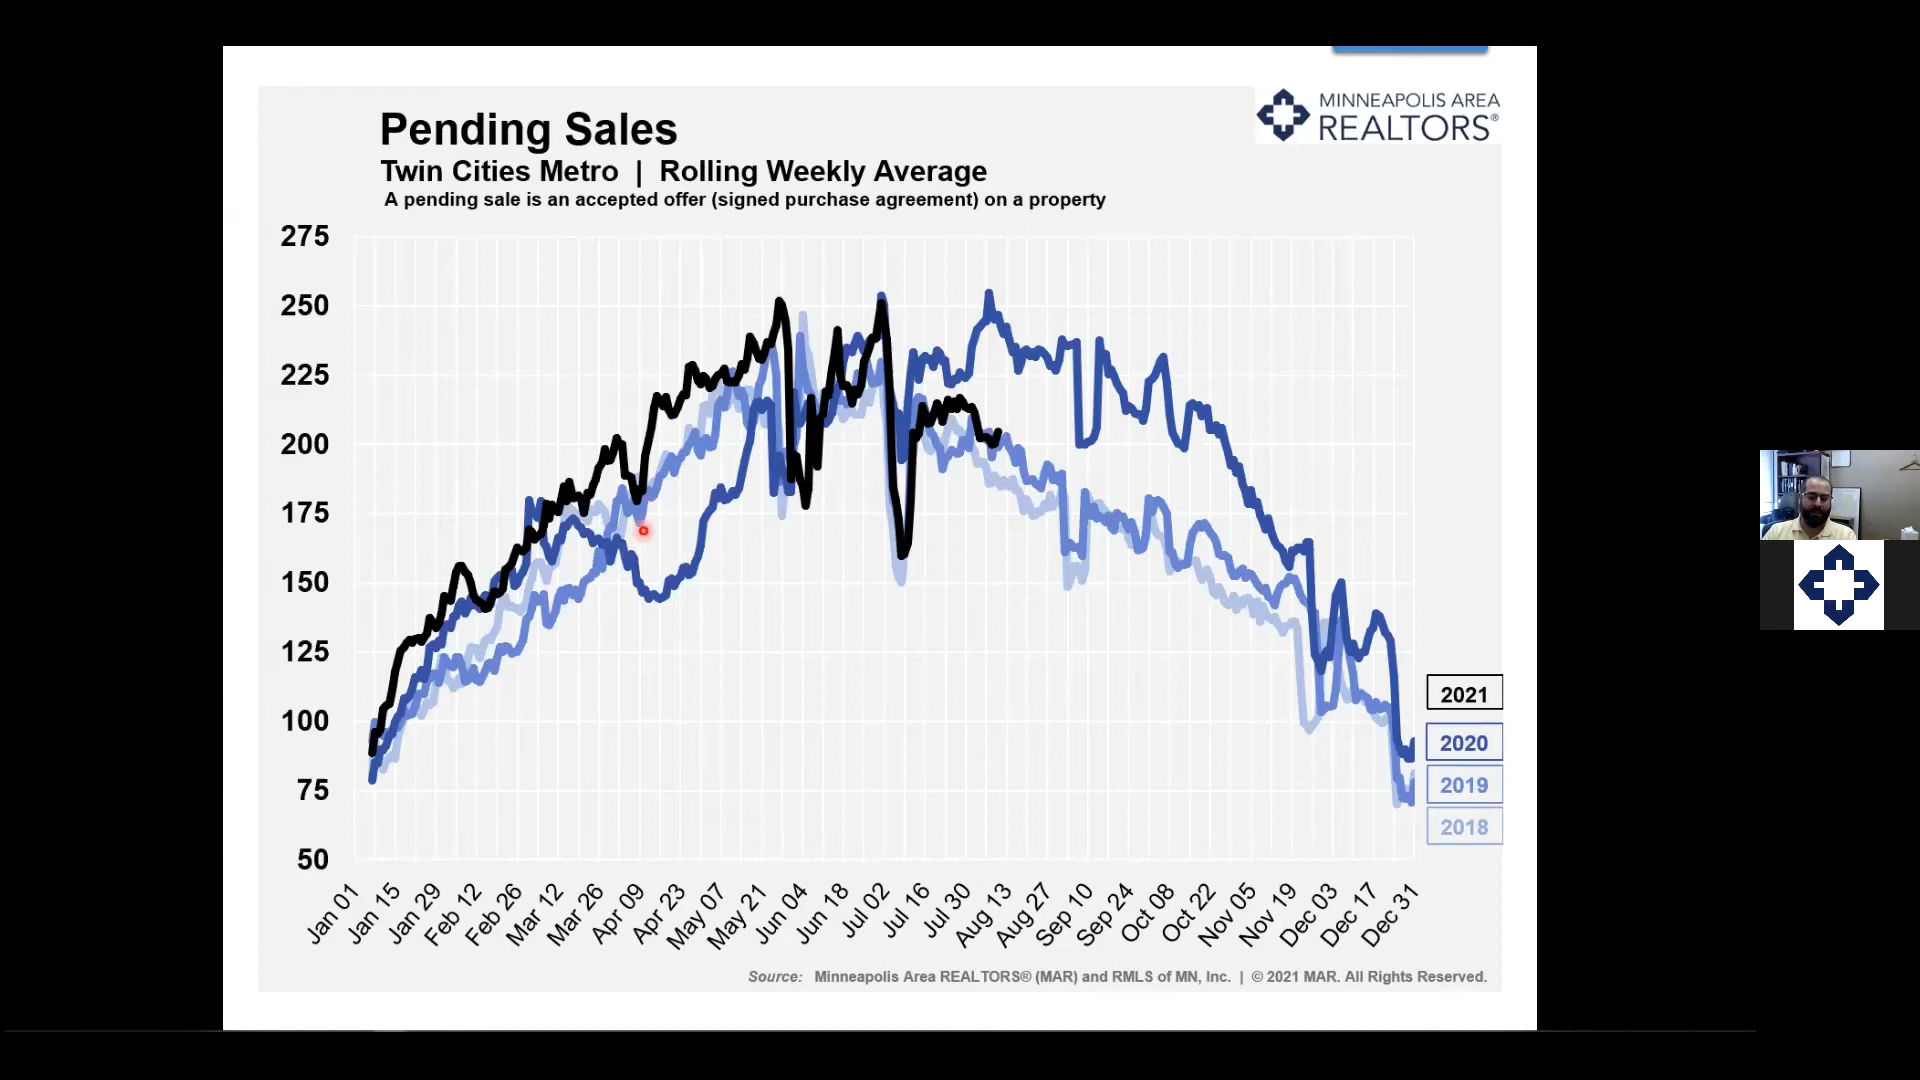 MINNEAPOLIS AREA
REALTORS®
Pending Sales
Twin Cities Metro | Rolling Weekly Average
A pending sale is an accepted offer (signed purchase agreement) on a property
275
250
225
200
175
150
125
100
75
50
2021
2020
2019
2018
Jan 01
Jan 15
Jan 29
Feb 12
Feb 26
Mar 12
Mar 26
Apr 09
Apr 23
May 07
May 21
Jun 04
Jun 18
Jul 02
Jul 16
Jul 30
Aug 13
Aug 27
Sep 10
Sep 24
Oct 08
Oct 22
Nov 05
Nov 19
Dec 03
Dec 17
Dec 31
Source: Minneapolis Area REALTORS® (MAR) and RMLS of MN, Inc. | © 2021 MAR. All Rights Reserved.